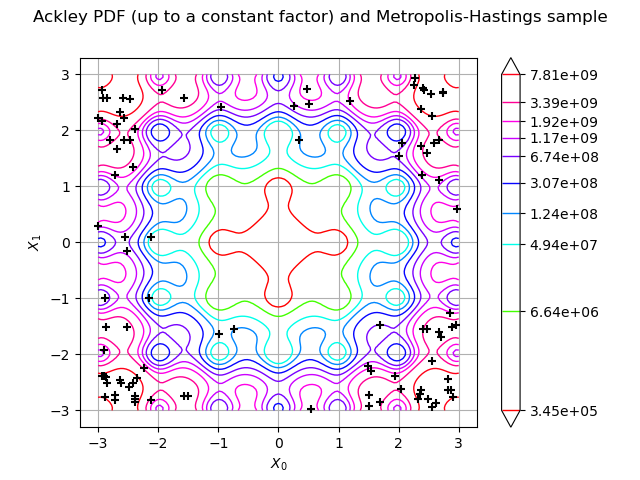 Ackley PDF (up to a constant factor) and Metropolis-Hastings sample
3
2
1
0
−1
−2
−3
X1
−3
−2
−1
0
1
2
3
X0
7.81e+09
3.39e+09
1.92e+09
1.17e+09
6.74e+08
3.07e+08
1.24e+08
4.94e+07
6.64e+06
3.45e+05